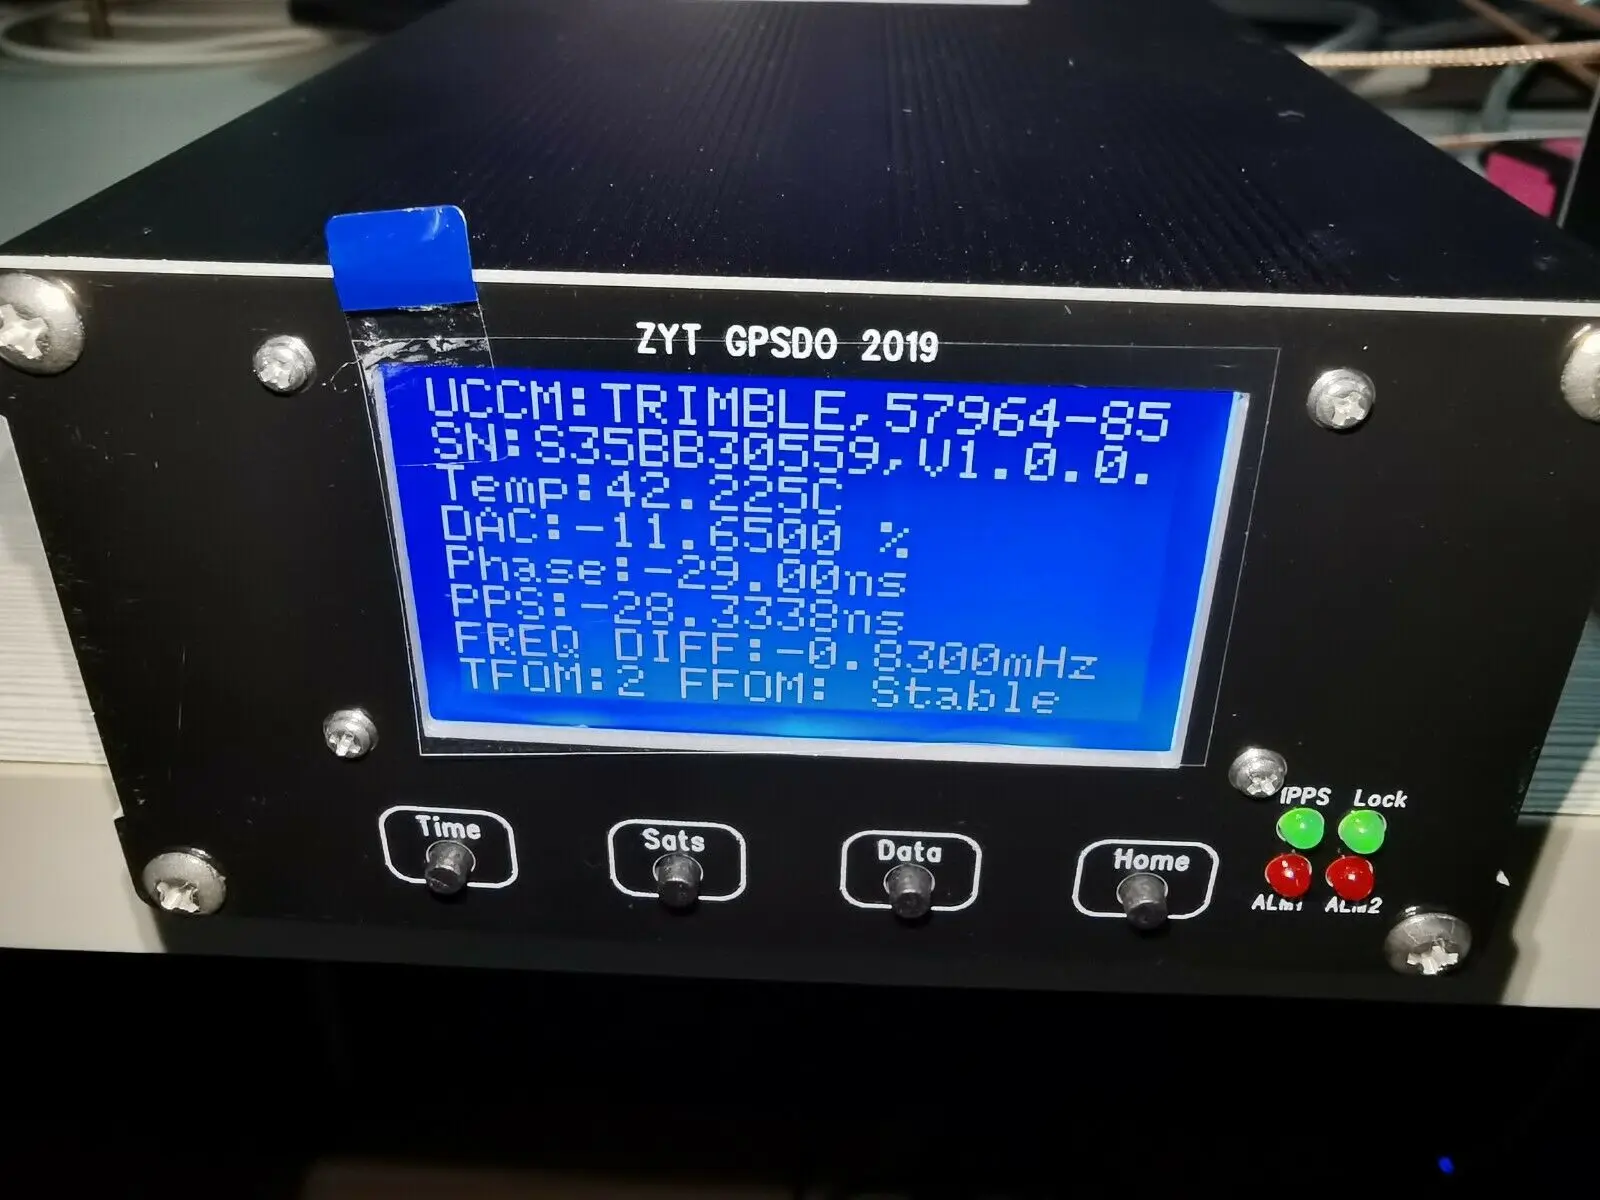 ZYT GPSDO 2019
UCCM:TRIMBLE,57964-85
SN:S35BB30559,V1.0.0.
Temp:42.225C
DAC:-11.6500 %
Phase:-29.00ns
PPS:-28.3338ns
FREQ DIFF:-0.8300mHz
TFOM:2 FFOM: Stable
Time
Sats
Data
Home
1PPS Lock
ALM1 ALM2